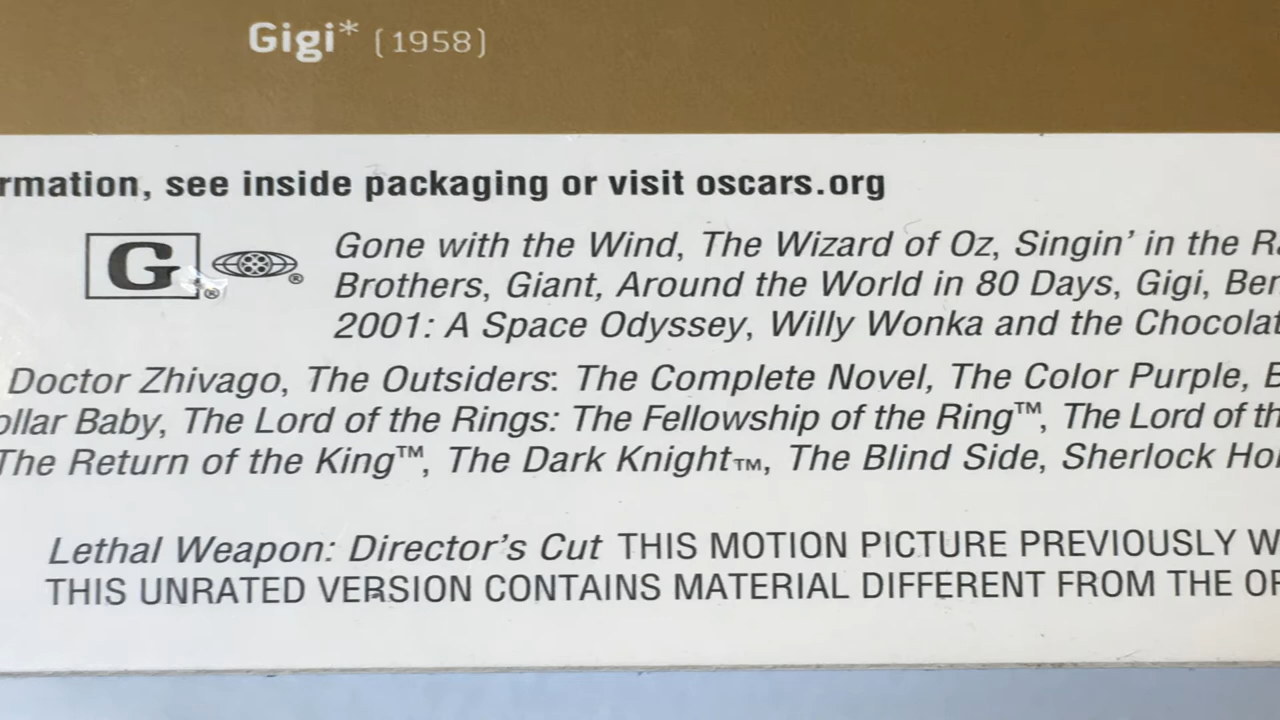 Gigi* (1958)
rmation, see inside packaging or visit oscars.org
G ® ® Gone with the Wind, The Wizard of Oz, Singin' in the R
Brothers, Giant, Around the World in 80 Days, Gigi, Ben
2001: A Space Odyssey, Willy Wonka and the Chocolat
Doctor Zhivago, The Outsiders: The Complete Novel, The Color Purple,
ollar Baby, The Lord of the Rings: The Fellowship of the Ring™, The Lord of th
The Return of the King™, The Dark Knight™, The Blind Side, Sherlock Hol
Lethal Weapon: Director's Cut THIS MOTION PICTURE PREVIOUSLY W
THIS UNRATED VERSION CONTAINS MATERIAL DIFFERENT FROM THE OR